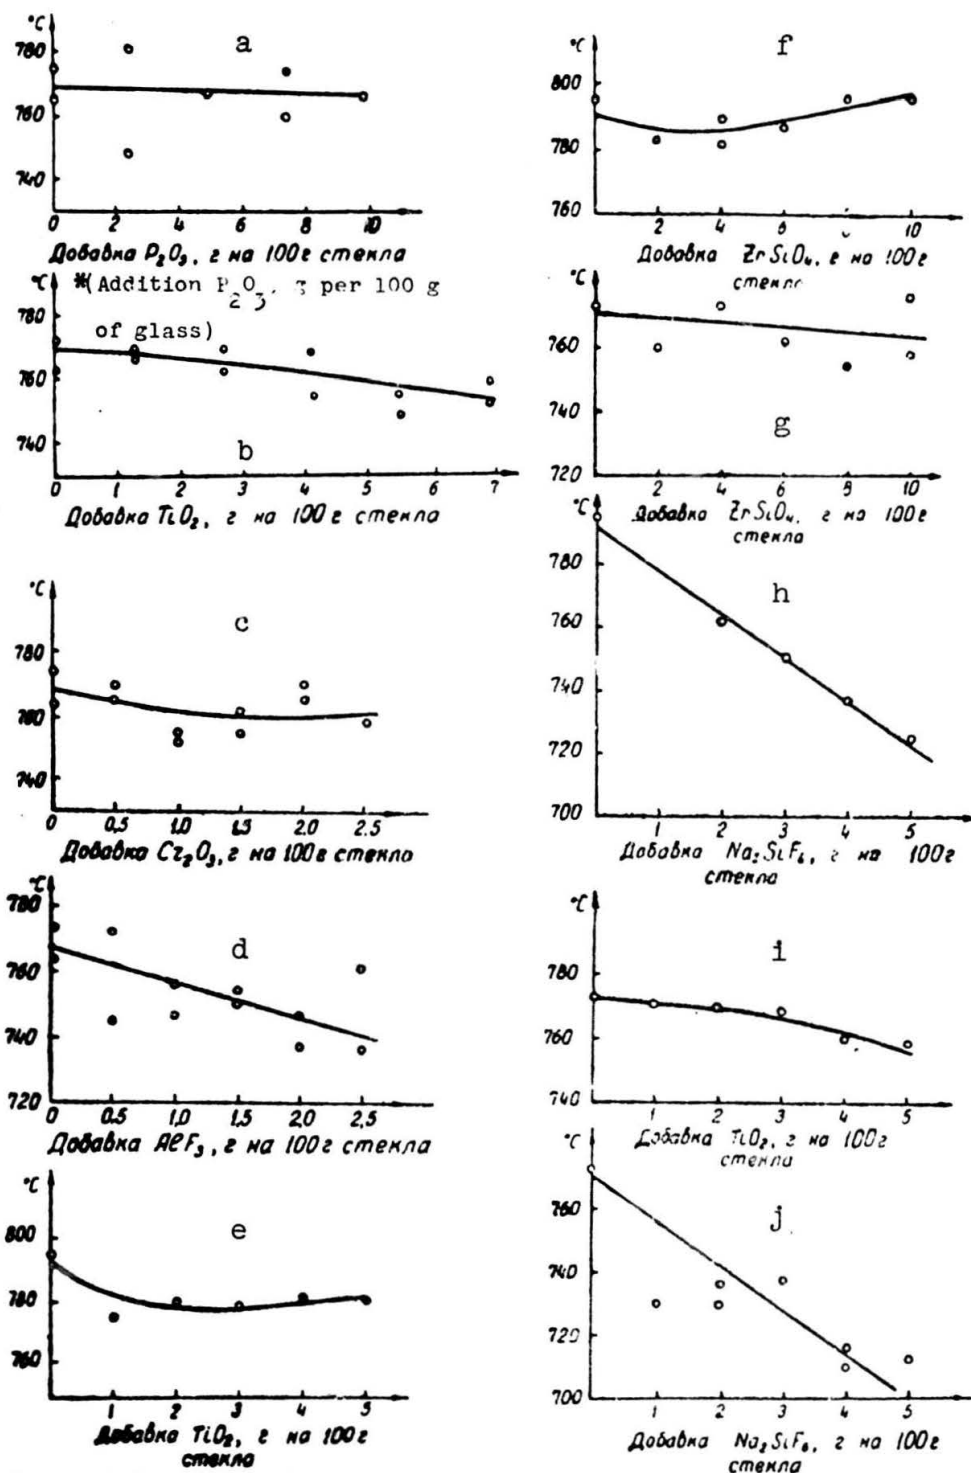 °C
a
780
760
740
0 2 4 6 8 10
Добавка P₂O₃, г на 100г стекла
*(Addition P₂O₃, g per 100 g
of glass)
°C
780
760
740
b
0 1 2 3 4 5 6 7
Добавка TiO₂, г на 100г стекла
°C
c
780
760
740
0 0,5 1,0 1,5 2.0 2.5
Добавка Cr₂O₃, г на 100г стекла
°C
d
780
760
740
720
0 0.5 1,0 1,5 2.0 2.5
Добавка AlF₃, г на 100г стекла
°C
e
800
780
760
0 1 2 3 4 5
Добавка TiO₂, г на 100г
стекла
°C
f
800
780
760
2 4 6 8 10
Добавка ZrSiO₄, г на 100г
стекла
°C
760
740
720
g
2 4 6 8 10
Добавка ZrSiO₄, г на 100г
стекла
°C
h
780
760
740
720
700
1 2 3 4 5
Добавка Na₂SiF₆, г на 100г
стекла
°C
i
780
760
740
1 2 3 4 5
Добавка TiO₂, г на 100г
стекла
°C
j
760
740
720
700
1 2 3 4 5
Добавка Na₂SiF₆, г на 100г
стекла